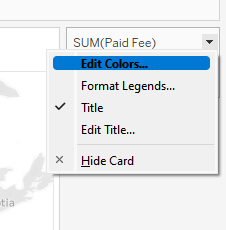 SUM(Paid Fee)
Edit Colors...
Format Legends...
Title
Edit Title...
Hide Card